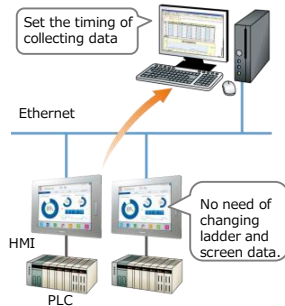 Set the timing of
collecting data
Ethernet
No need of
changing
ladder and
screen data.
HMI
PLC